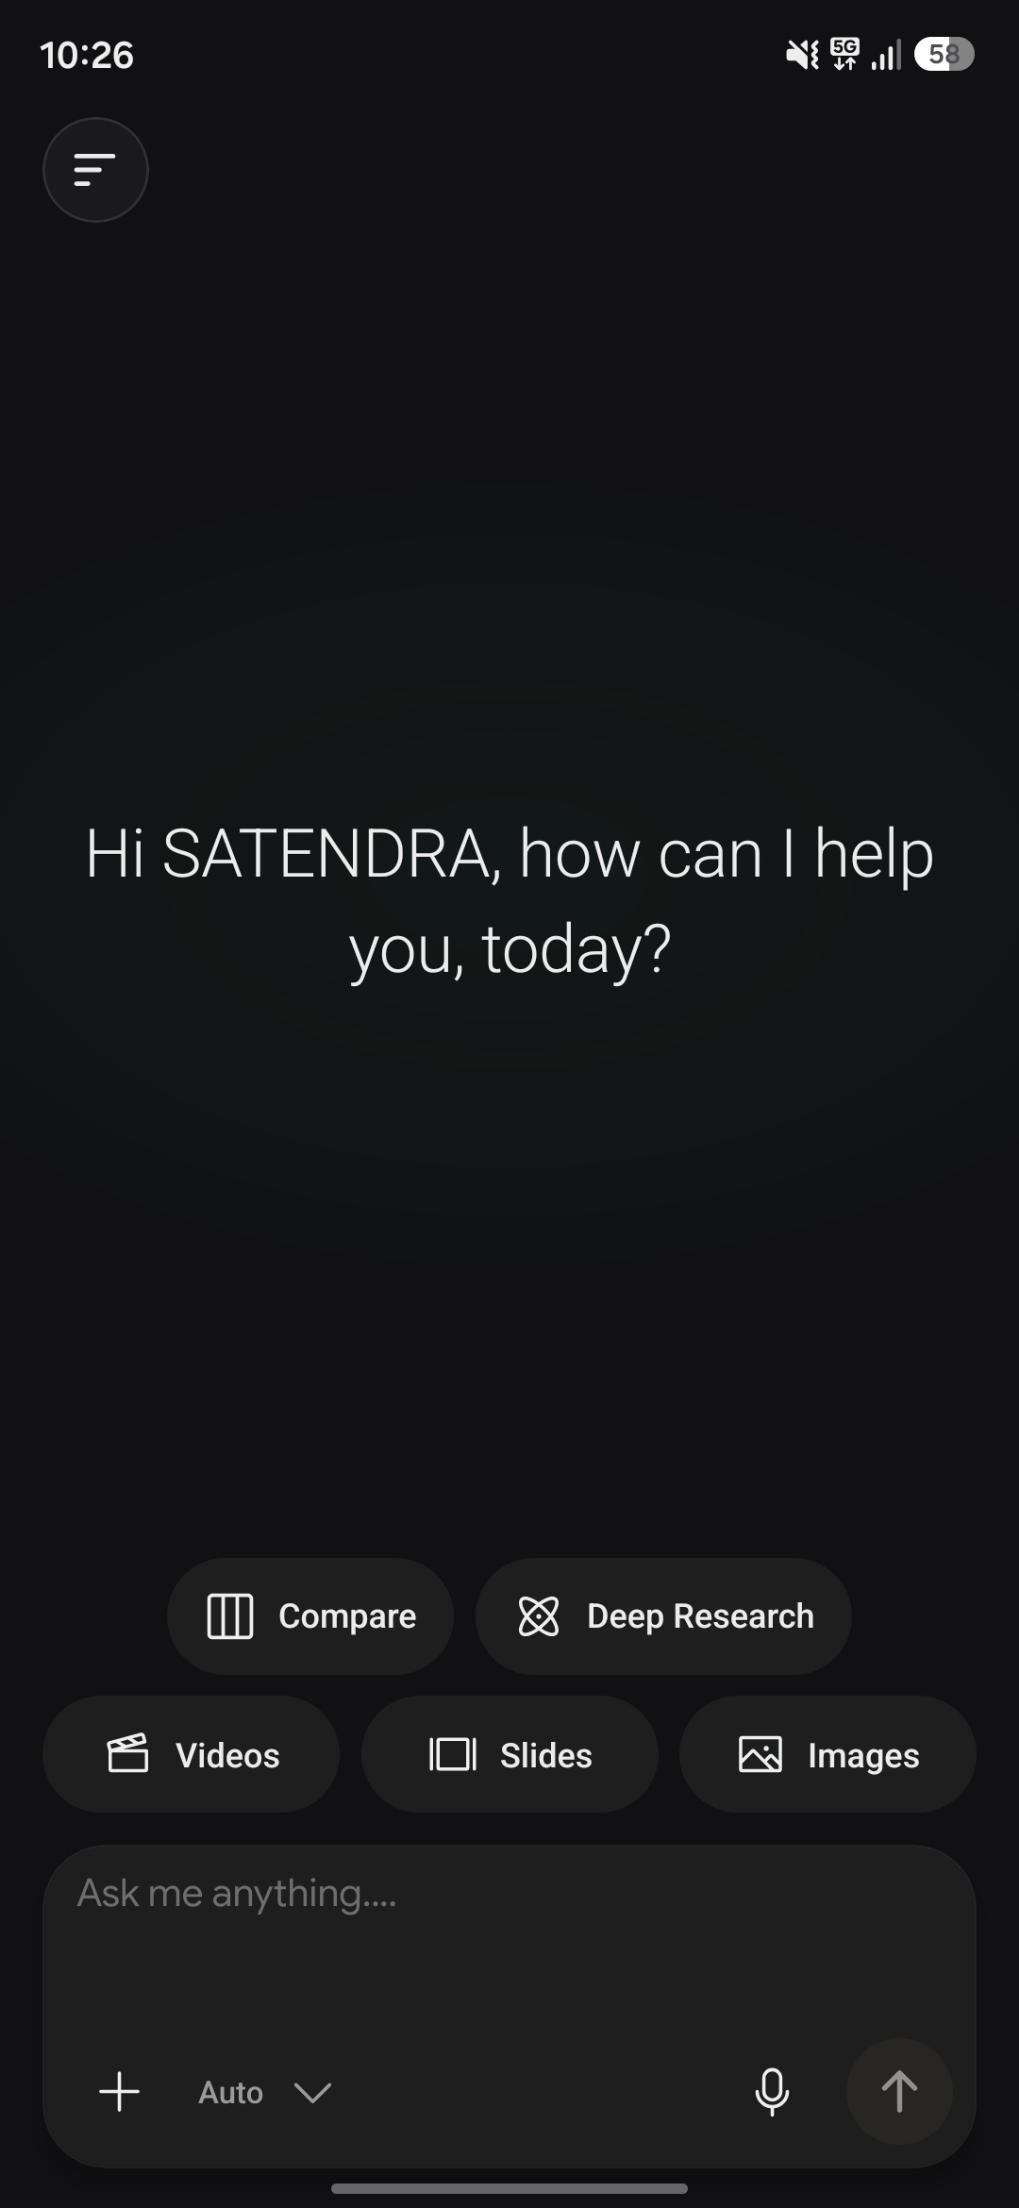 10:26
5G
58
Hi SATENDRA, how can I help
you, today?
Compare
Deep Research
Videos
Slides
Images
Ask me anything....
Auto